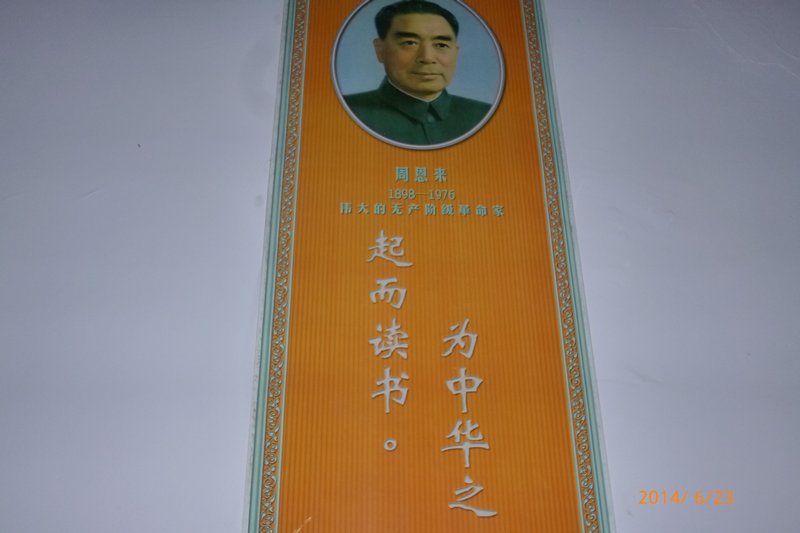 周恩来
1898—1976
伟大的无产阶级革命家
为中华之
起而读书。
2014/ 6/23